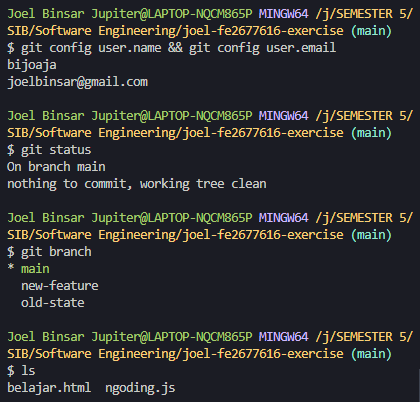 Joel Binsar Jupiter@LAPTOP-NQCM865P MINGW64 /j/SEMESTER 5/
SIB/Software Engineering/joel-fe2677616-exercise (main)
$ git config user.name && git config user.email
bijoaja
joelbinsar@gmail.com
Joel Binsar Jupiter@LAPTOP-NQCM865P MINGW64 /j/SEMESTER 5/
SIB/Software Engineering/joel-fe2677616-exercise (main)
$ git status
On branch main
nothing to commit, working tree clean
Joel Binsar Jupiter@LAPTOP-NQCM865P MINGW64 /j/SEMESTER 5/
SIB/Software Engineering/joel-fe2677616-exercise (main)
$ git branch
* main
new-feature
old-state
Joel Binsar Jupiter@LAPTOP-NQCM865P MINGW64 /j/SEMESTER 5/
SIB/Software Engineering/joel-fe2677616-exercise (main)
$ ls
belajar.html  ngoding.js